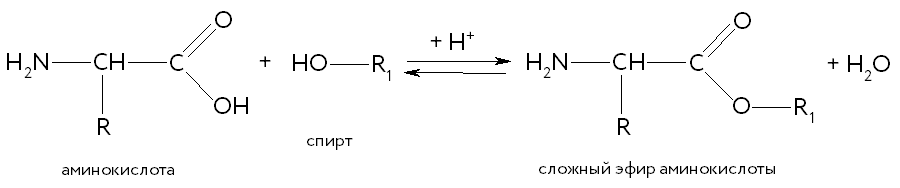 H₂N—CH—C(=O)—OH + HO—R₁ + H⁺ ⇌ H₂N—CH—C(=O)—O—R₁ + H₂O
R R
аминокислота спирт сложный эфир аминокислоты